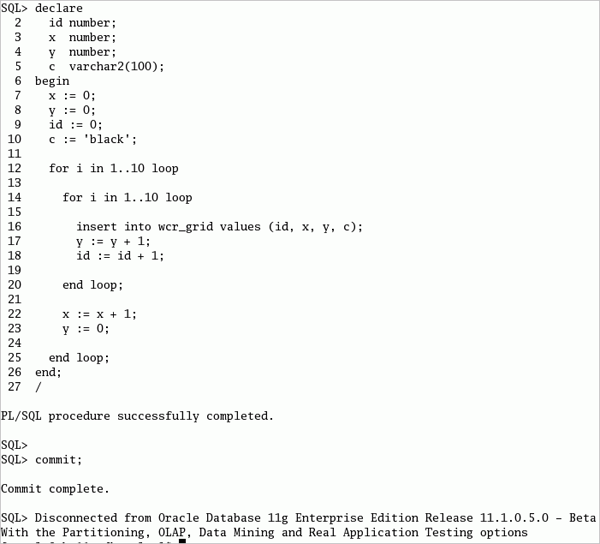 SQL> declare
2 id number;
3 x number;
4 y number;
5 c varchar2(100);
6 begin
7 x := 0;
8 y := 0;
9 id := 0;
10 c := 'black';
11
12 for i in 1..10 loop
13
14 for i in 1..10 loop
15
16 insert into wcr_grid values (id, x, y, c);
17 y := y + 1;
18 id := id + 1;
19
20 end loop;
21
22 x := x + 1;
23 y := 0;
24
25 end loop;
26 end;
27 /
PL/SQL procedure successfully completed.
SQL>
SQL> commit;
Commit complete.
SQL> Disconnected from Oracle Database 11g Enterprise Edition Release 11.1.0.5.0 - Beta
With the Partitioning, OLAP, Data Mining and Real Application Testing options